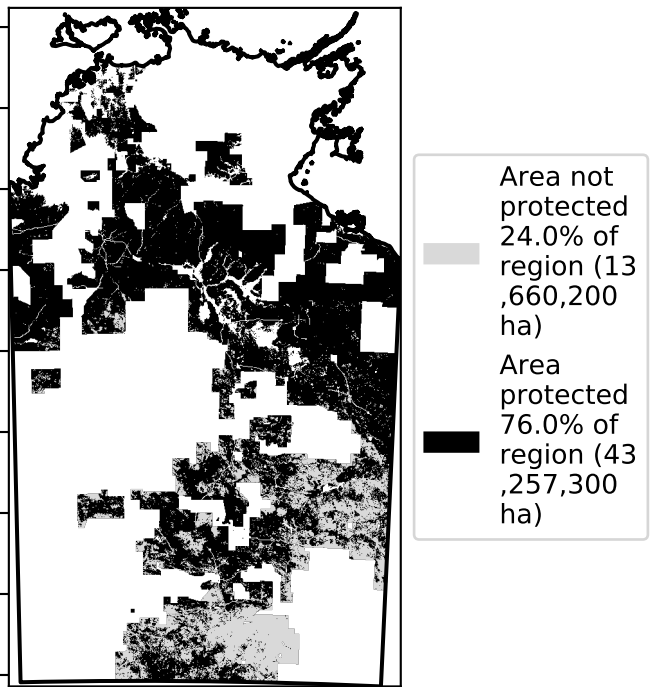 Area not
protected
24.0% of
region (13
,660,200
ha)
Area
protected
76.0% of
region (43
,257,300
ha)